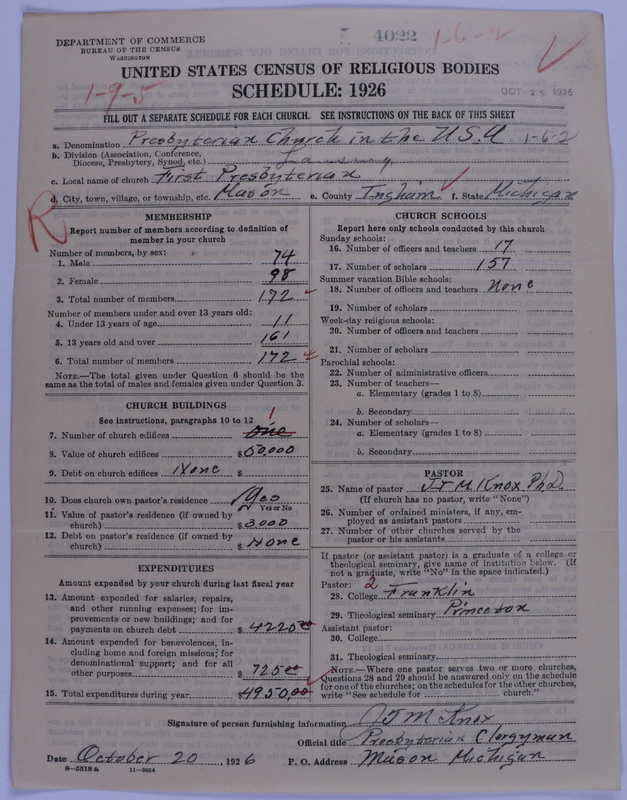 DEPARTMENT OF COMMERCE
BUREAU OF THE CENSUS
WASHINGTON
4022
1-6-2
UNITED STATES CENSUS OF RELIGIOUS BODIES
SCHEDULE: 1926
1-9-5
OCT 25 1926
FILL OUT A SEPARATE SCHEDULE FOR EACH CHURCH. SEE INSTRUCTIONS ON THE BACK OF THIS SHEET
a. Denomination Presbyterian Church in the U.S.A 1-6-2
b. Division (Association, Conference,
Diocese, Presbytery, Synod, etc.) Lansing
c. Local name of church First Presbyterian
d. City, town, village, or township, etc. Mason e. County Ingham f. State Michigan
R
MEMBERSHIP
Report number of members according to definition of
member in your church
Number of members, by sex:
1. Male 74
2. Female 98
3. Total number of members 172
Number of members under and over 13 years old:
4. Under 13 years of age 11
5. 13 years old and over 161
6. Total number of members 172
NOTE.—The total given under Question 6 should be the
same as the total of males and females given under Question 3.
CHURCH BUILDINGS
See instructions, paragraphs 10 to 12
1
7. Number of church edifices one
8. Value of church edifices $50,000
9. Debt on church edifices None $
10. Does church own pastor's residence Yes
Yes or No
11. Value of pastor's residence (if owned by
church) $3,000
12. Debt on pastor's residence (if owned by
church) $ None
EXPENDITURES
Amount expended by your church during last fiscal year
13. Amount expended for salaries, repairs,
and other running expenses; for im-
provements or new buildings; and for
payments on church debt $4220 00
14. Amount expended for benevolences, in-
cluding home and foreign missions; for
denominational support; and for all
other purposes $725 00
15. Total expenditures during year $4950,00
CHURCH SCHOOLS
Report here only schools conducted by this church
Sunday schools:
16. Number of officers and teachers 17
17. Number of scholars 157
Summer vacation Bible schools:
18. Number of officers and teachers None
19. Number of scholars
Week-day religious schools:
20. Number of officers and teachers
21. Number of scholars
Parochial schools:
22. Number of administrative officers
23. Number of teachers—
a. Elementary (grades 1 to 8)
b. Secondary
24. Number of scholars—
a. Elementary (grades 1 to 8)
b. Secondary
PASTOR
25. Name of pastor M. Knox Ph.D.
(If church has no pastor, write "None")
26. Number of ordained ministers, if any, em-
ployed as assistant pastors
27. Number of other churches served by the
pastor or his assistants
If pastor (or assistant pastor) is a graduate of a college or
theological seminary, give name of institution below. (If
not a graduate, write "No" in the space indicated.)
Pastor: 2
28. College Franklin
29. Theological seminary Princeton
Assistant pastor:
30. College
31. Theological seminary
NOTE.—Where one pastor serves two or more churches,
Questions 28 and 29 should be answered only on the schedule
for one of the churches; on the schedules for the other churches,
write "See schedule for church."
Signature of person furnishing information M Knox
Official title Presbyterian Clergyman
Date October 20, 1926 P. O. Address Mason Michigan
8-5518 a 11-9564